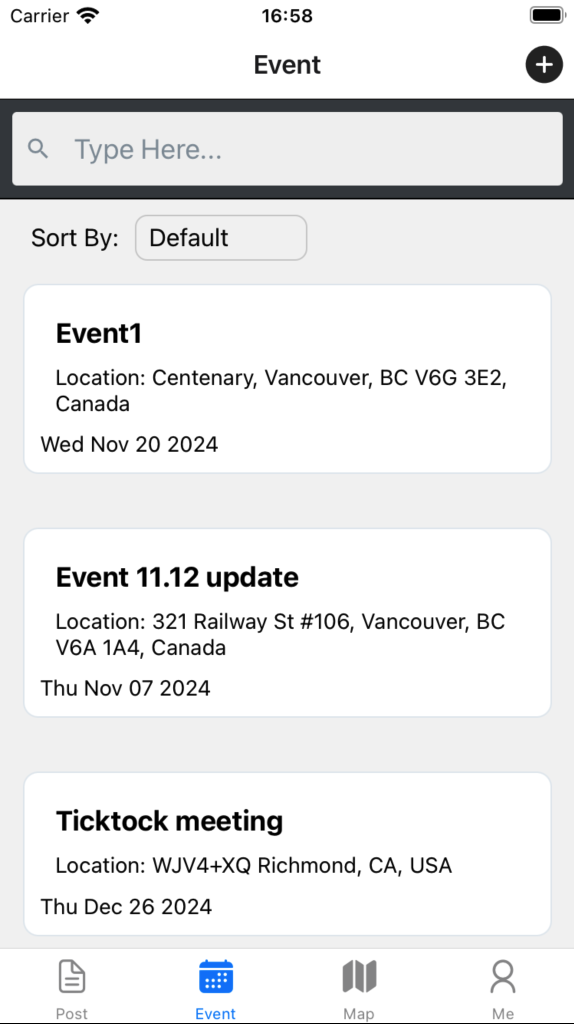 Carrier 16:58
Event
Type Here...
Sort By: Default
Event1
Location: Centenary, Vancouver, BC V6G 3E2,
Canada
Wed Nov 20 2024
Event 11.12 update
Location: 321 Railway St #106, Vancouver, BC
V6A 1A4, Canada
Thu Nov 07 2024
Ticktock meeting
Location: WJV4+XQ Richmond, CA, USA
Thu Dec 26 2024
Post Event Map Me